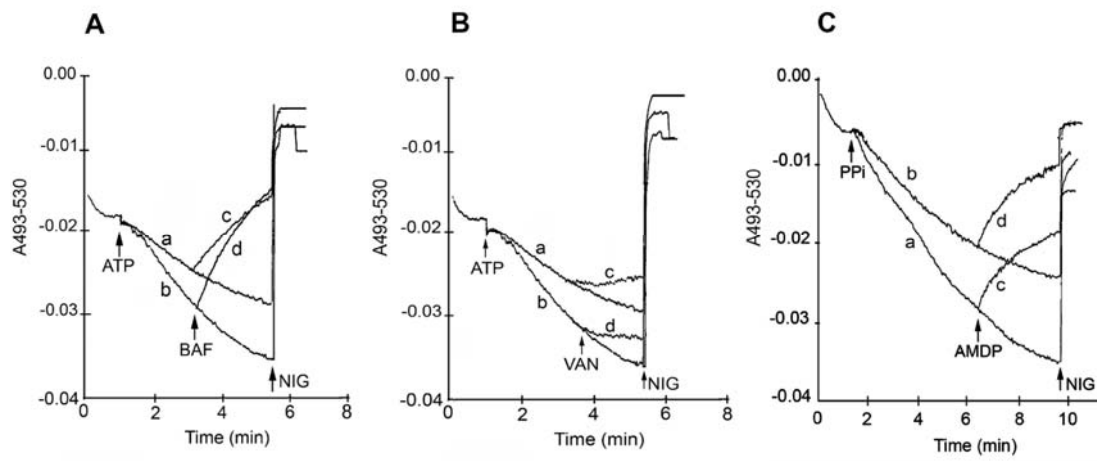 A
A493-530
0.00
-0.01
-0.02
-0.03
-0.04
ATP
a
b
c
d
BAF
NIG
0
2
4
6
8
Time (min)
B
A493-530
0.00
-0.01
-0.02
-0.03
-0.04
ATP
a
b
c
d
VAN
NIG
0
2
4
6
8
Time (min)
C
A493-530
0.00
-0.01
-0.02
-0.03
-0.04
PPi
b
a
d
c
AMDP
NIG
0
2
4
6
8
10
Time (min)